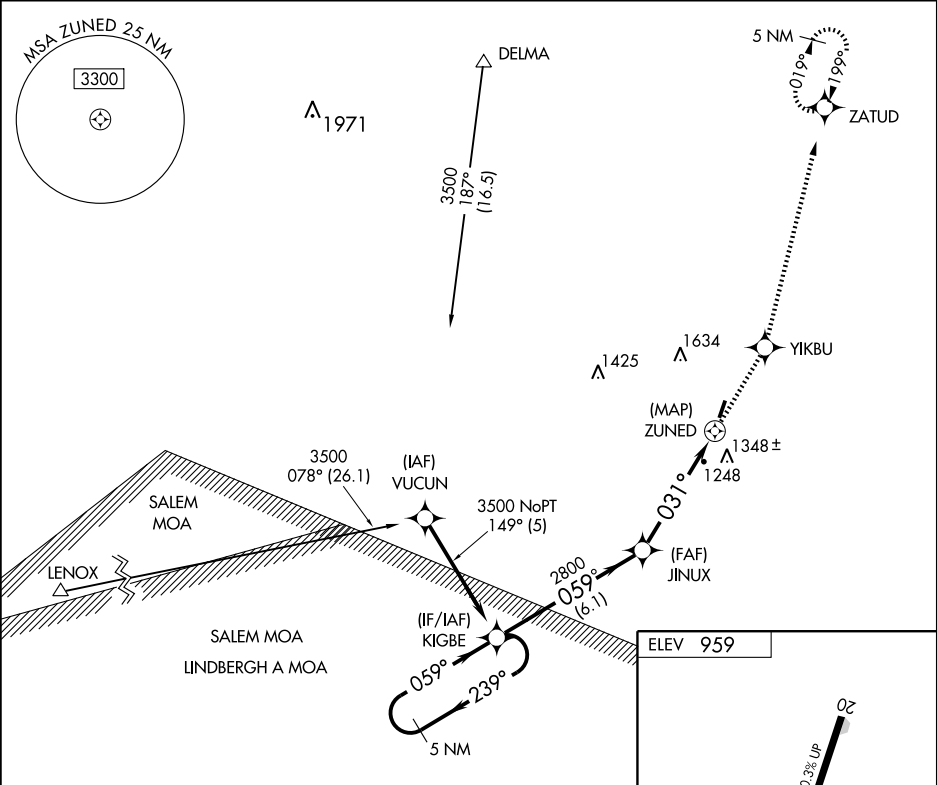 MSA ZUNED 25 NM
3300
1971
DELMA
3500
187°
(16.5)
5 NM
019°
199°
ZATUD
YIKBU
1634
1425
(MAP)
ZUNED
1348 ±
1248
031°
(FAF)
JINUX
3500
078° (26.1)
(IAF)
VUCUN
3500 NoPT
149° (5)
SALEM
MOA
LENOX
2800
059°
(6.1)
(IF/IAF)
KIGBE
SALEM MOA
LINDBERGH A MOA
059°
239°
5 NM
ELEV 959
20
0.3% UP